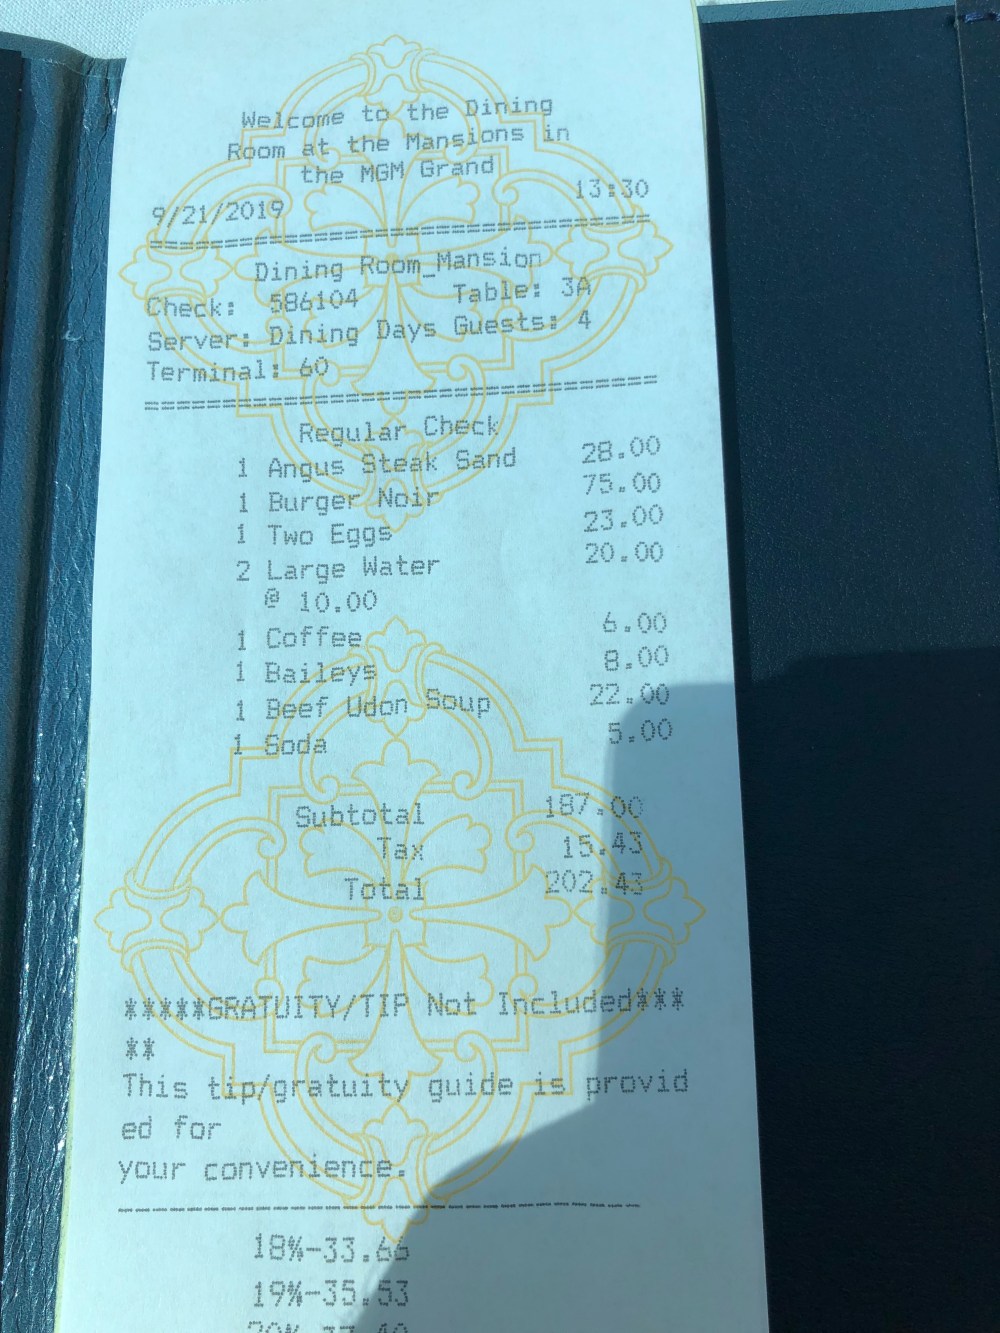 Welcome to the Dining
Room at the Mansions in
the MGM Grand
9/21/2019 13:30
===============================
Dining Room_Mansion
Check: 586104 Table: 3A
Server: Dining Days Guests: 4
Terminal: 60
===============================
Regular Check
1 Angus Steak Sand 28.00
1 Burger Noir 75.00
1 Two Eggs 23.00
2 Large Water 20.00
@ 10.00
1 Coffee 6.00
1 Baileys 8.00
1 Beef Udon Soup 22.00
1 Soda 5.00
Subtotal 187.00
Tax 15.43
Total 202.43
*****GRATUITY/TIP Not Included***
**
This tip/gratuity guide is provid
ed for
your convenience.
---------------------------------
18%-33.66
19%-35.53
20%-37.40